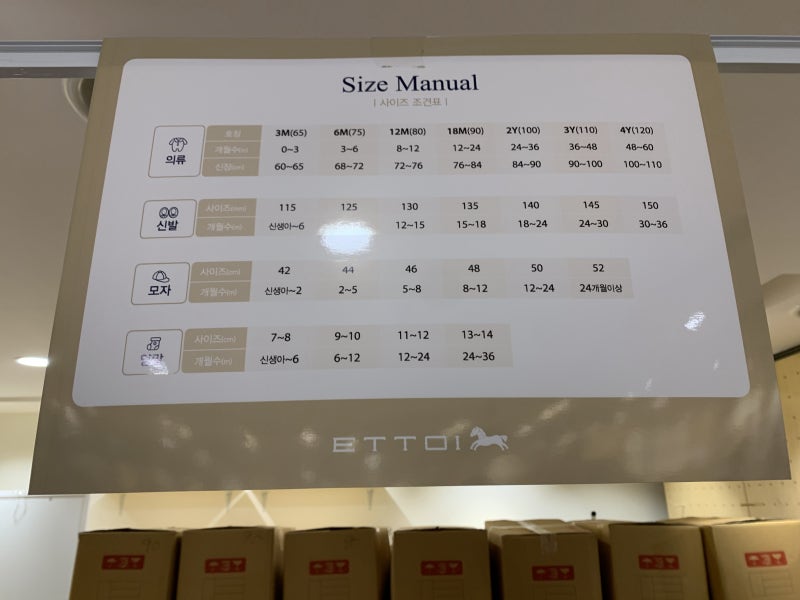 Size Manual
| 사이즈 조견표 |
의류
호칭 3M(65) 6M(75) 12M(80) 18M(90) 2Y(100) 3Y(110) 4Y(120)
개월수(m) 0~3 3~6 8~12 12~24 24~36 36~48 48~60
신장(cm) 60~65 68~72 72~76 76~84 84~90 90~100 100~110
신발
사이즈(mm) 115 125 130 135 140 145 150
개월수(m) 신생아~6 12~15 15~18 18~24 24~30 30~36
모자
사이즈(cm) 42 44 46 48 50 52
개월수(m) 신생아~2 2~5 5~8 8~12 12~24 24개월이상
사이즈(cm) 7~8 9~10 11~12 13~14
개월수(m) 신생아~6 6~12 12~24 24~36
ETTOI
90